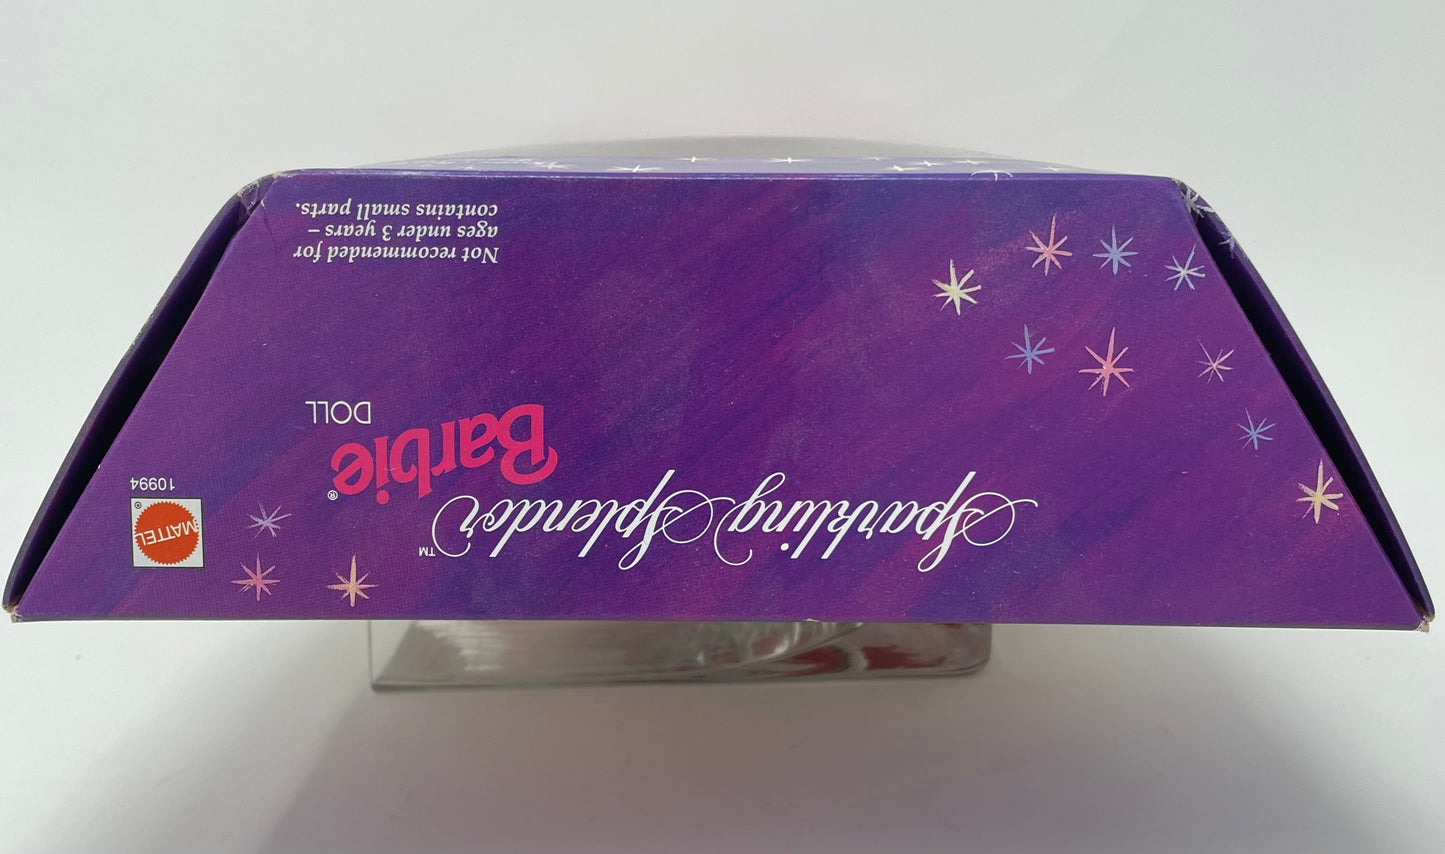 Sparkling Splendor™
Barbie®
DOLL
MATTEL®
10994
Not recommended for
ages under 3 years –
contains small parts.